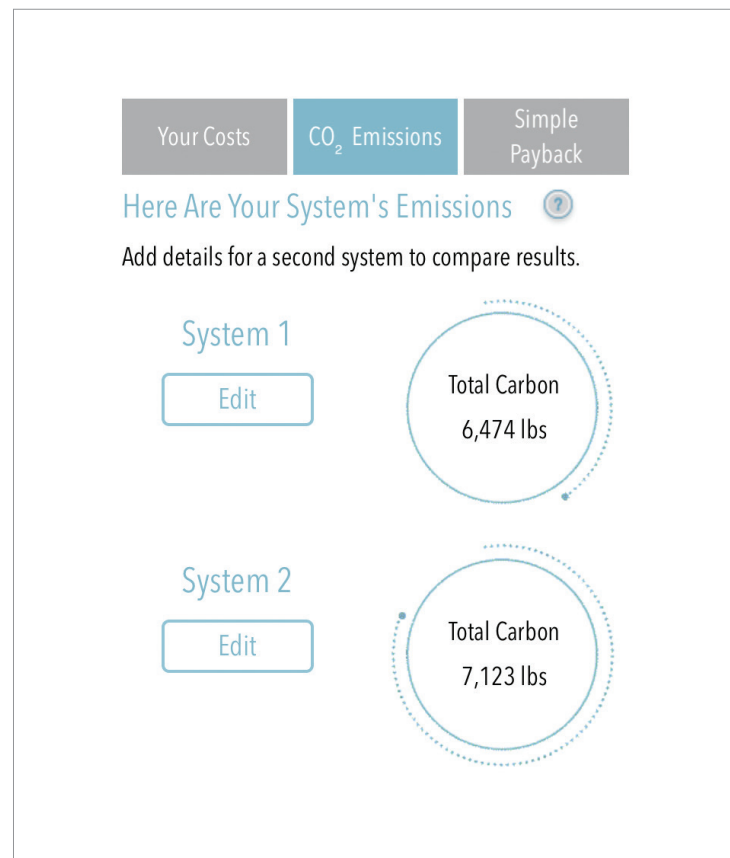 Your Costs
CO₂ Emissions
Simple
Payback
Here Are Your System's Emissions ?
Add details for a second system to compare results.
System 1
Edit
Total Carbon
6,474 lbs
System 2
Edit
Total Carbon
7,123 lbs